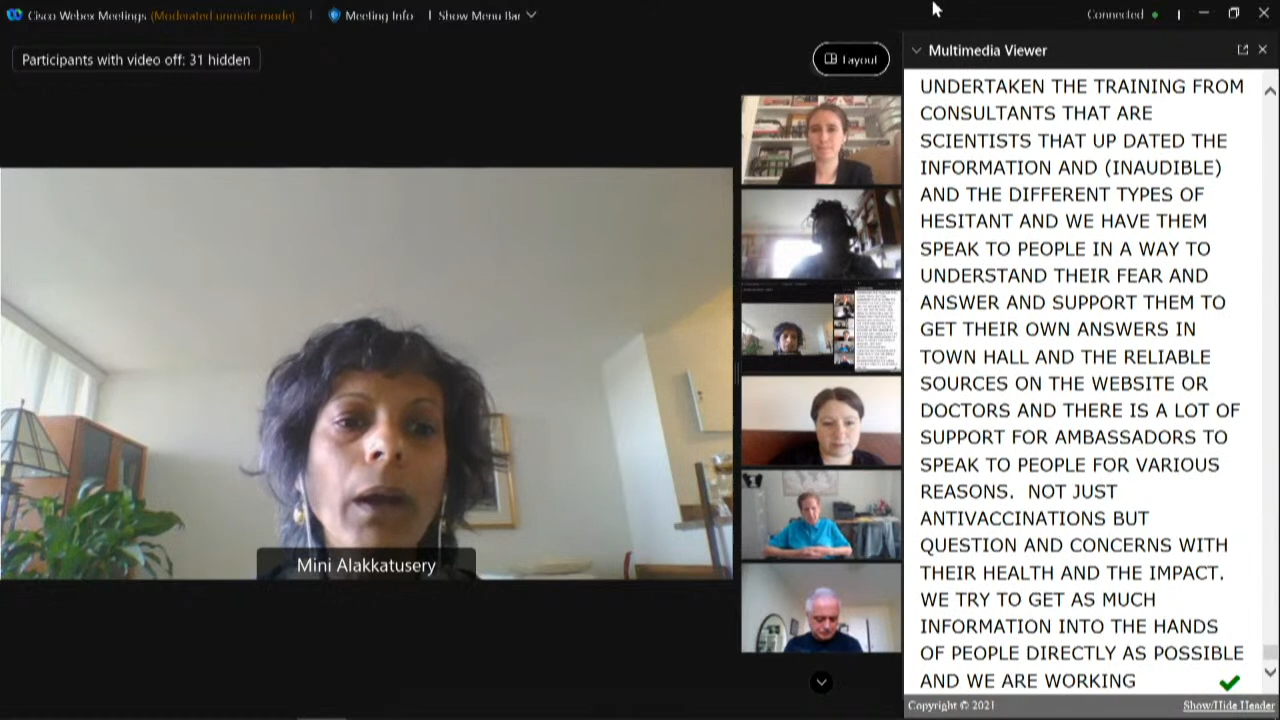 Cisco Webex Meetings (Moderated unmute mode) | Meeting Info | Show Menu Bar
Connected
Participants with video off: 31 hidden
Layout
Mini Alakkatusery
Multimedia Viewer
UNDERTAKEN THE TRAINING FROM
CONSULTANTS THAT ARE
SCIENTISTS THAT UP DATED THE
INFORMATION AND (INAUDIBLE)
AND THE DIFFERENT TYPES OF
HESITANT AND WE HAVE THEM
SPEAK TO PEOPLE IN A WAY TO
UNDERSTAND THEIR FEAR AND
ANSWER AND SUPPORT THEM TO
GET THEIR OWN ANSWERS IN
TOWN HALL AND THE RELIABLE
SOURCES ON THE WEBSITE OR
DOCTORS AND THERE IS A LOT OF
SUPPORT FOR AMBASSADORS TO
SPEAK TO PEOPLE FOR VARIOUS
REASONS. NOT JUST
ANTIVACCINATIONS BUT
QUESTION AND CONCERNS WITH
THEIR HEALTH AND THE IMPACT.
WE TRY TO GET AS MUCH
INFORMATION INTO THE HANDS
OF PEOPLE DIRECTLY AS POSSIBLE
AND WE ARE WORKING
Copyright © 2021
Show/Hide Header